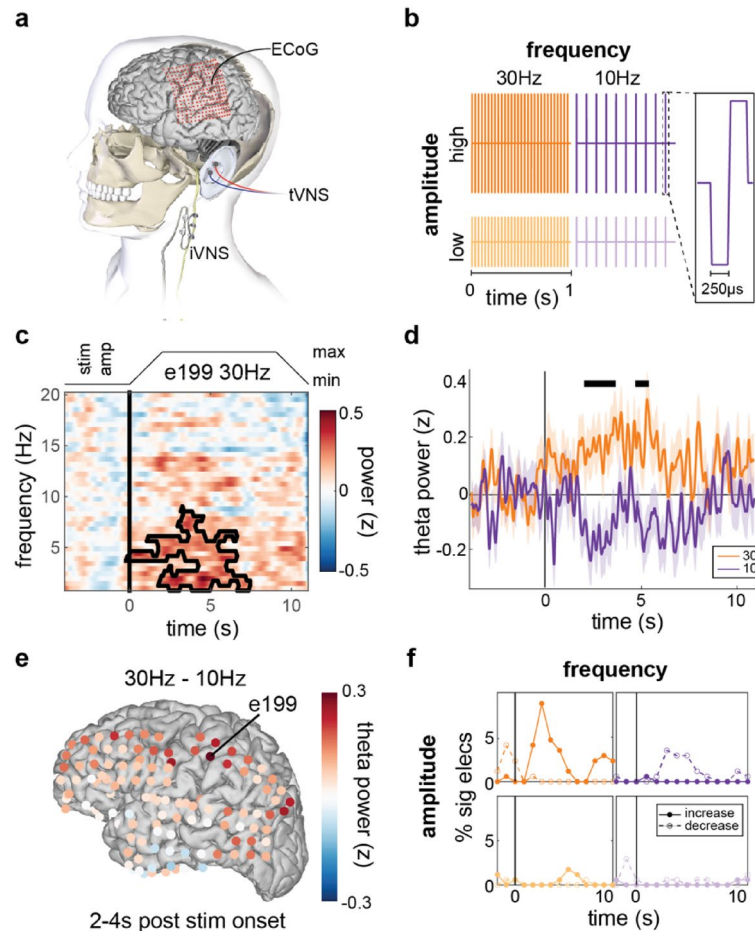 a
ECoG
tVNS
iVNS
b
frequency
30Hz 10Hz
amplitude
high
low
0 1
time (s)
250µs
c
stim
amp
e199 30Hz
max
min
20
15
10
5
frequency (Hz)
0 5 10
time (s)
0.5
0
-0.5
power (z)
d
0.4
0.2
0
-0.2
theta power (z)
0 5 10
time (s)
30
10
e
30Hz - 10Hz
e199
0.3
-0.3
theta power (z)
2-4s post stim onset
f
frequency
amplitude
% sig elecs
5
0
5
0
increase
decrease
0 10 0 10
time (s)